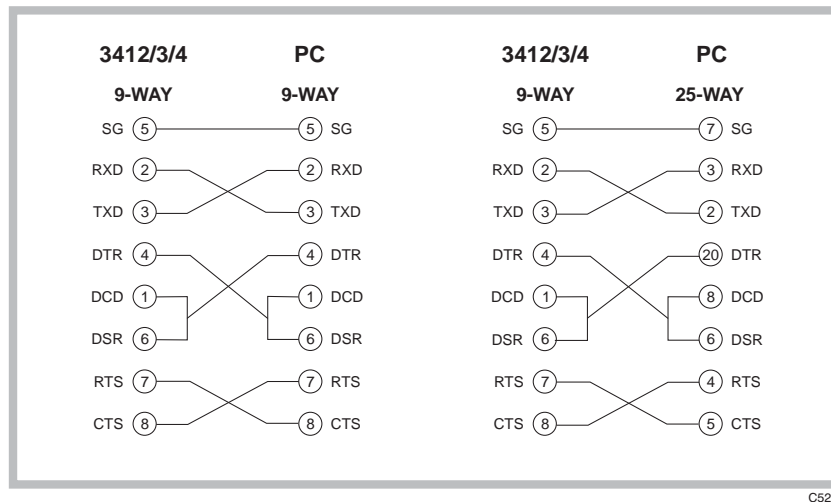 3412/3/4 PC
9-WAY 9-WAY
SG 5 5 SG
RXD 2 2 RXD
TXD 3 3 TXD
DTR 4 4 DTR
DCD 1 1 DCD
DSR 6 6 DSR
RTS 7 7 RTS
CTS 8 8 CTS
3412/3/4 PC
9-WAY 25-WAY
SG 5 7 SG
RXD 2 3 RXD
TXD 3 2 TXD
DTR 4 20 DTR
DCD 1 8 DCD
DSR 6 6 DSR
RTS 7 4 RTS
CTS 8 5 CTS
C52